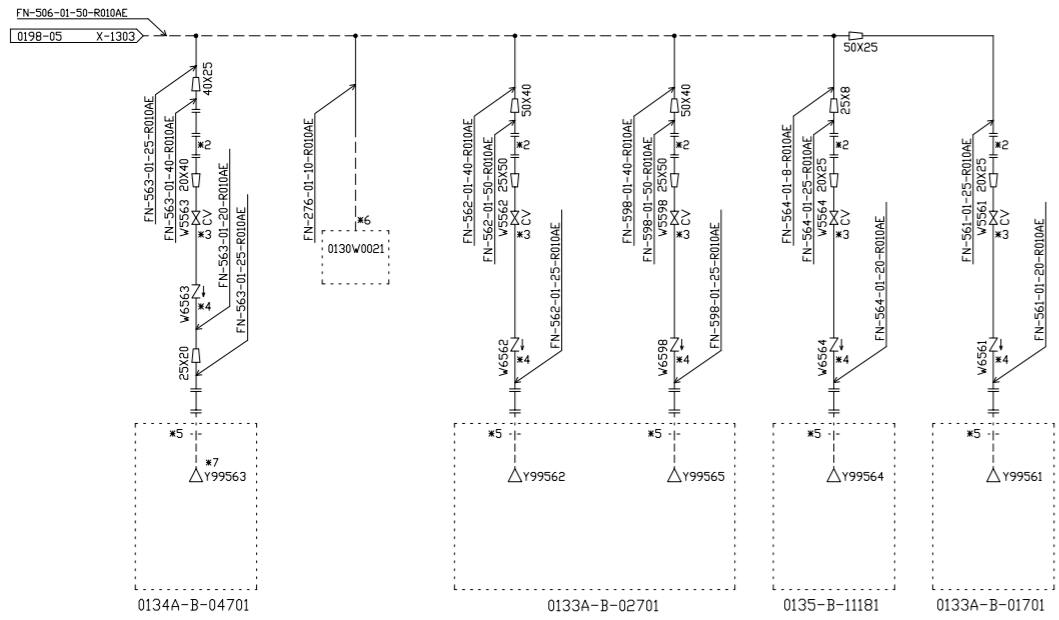 FN-506-01-50-R010AE
0198-05 X-1303
50X25
FN-563-01-25-R010AE
40X25
FN-563-01-40-R010AE
*2
W5563 20X40
CV
*3
FN-563-01-20-R010AE
FN-563-01-25-R010AE
W6563
*4
25X20
*5
*7
Y99563
0134A-B-04701
FN-276-01-10-R010AE
*6
0130W0021
FN-562-01-40-R010AE
50X40
FN-562-01-50-R010AE
*2
W5562 25X50
CV
*3
W6562
*4
FN-562-01-25-R010AE
*5
Y99562
FN-598-01-40-R010AE
50X40
FN-598-01-50-R010AE
*2
W5598 25X50
CV
*3
W6598
*4
FN-598-01-25-R010AE
*5
Y99565
0133A-B-02701
FN-564-01-8-R010AE
25X8
FN-564-01-25-R010AE
*2
W5564 20X25
CV
*3
W6564
*4
FN-564-01-20-R010AE
*5
Y99564
0135-B-11181
FN-561-01-25-R010AE
*2
W5561 20X25
CV
*3
W6561
*4
FN-561-01-20-R010AE
*5
Y99561
0133A-B-01701